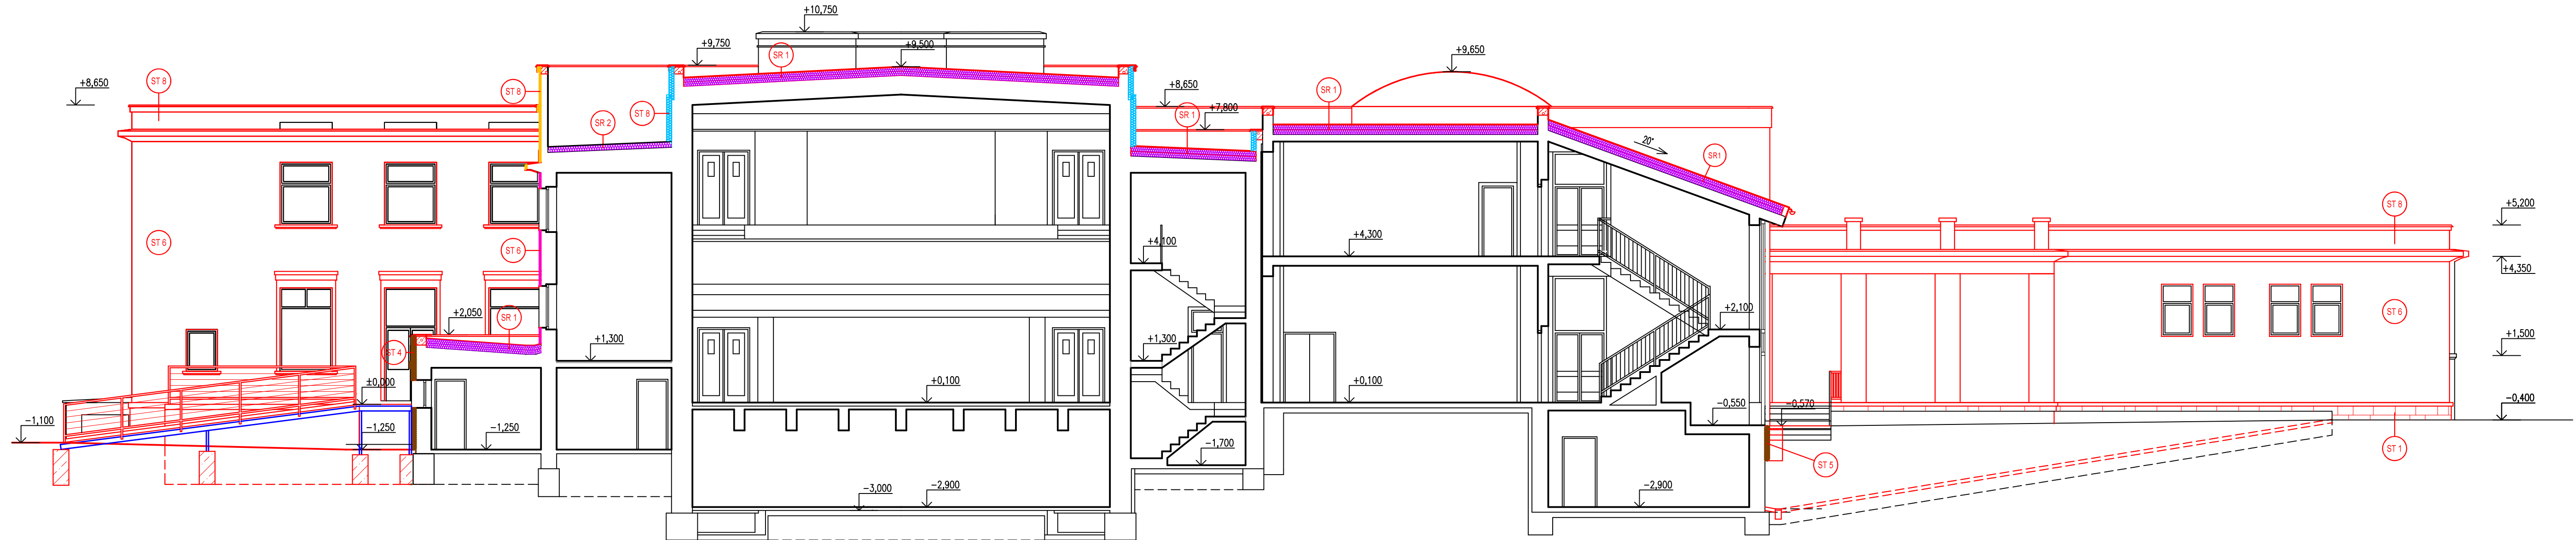 +10,750
+9,750
SR 1
+9,500
+9,650
+8,650
ST 8
ST 8
ST 8
SR 2
+8,650
SR 1
+7,800
SR 1
20°
SR1
ST 8
+5,200
ST 6
ST 6
+4,100
+4,300
+4,350
+2,050
SR 1
ST 4
+1,300
+1,300
+2,100
ST 6
+1,500
±0,000
+0,100
+0,100
-1,100
-1,250
-1,250
-0,550
-0,570
-0,400
-1,700
ST 5
ST 1
-3,000
-2,900
-2,900